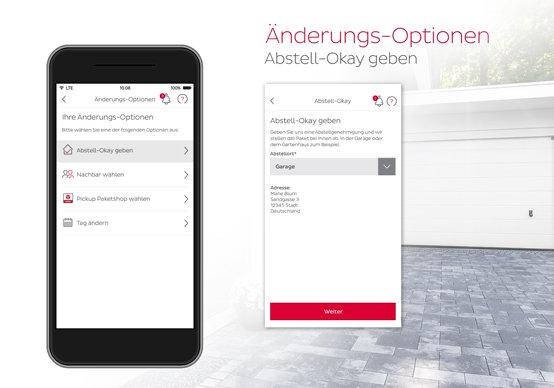 Änderungs-Optionen
Abstell-Okay geben
LTE 10:08 100%
Änderungs-Optionen
Ihre Änderungs-Optionen
Bitte wählen Sie eine der folgenden Optionen aus:
Abstell-Okay geben
Nachbar wählen
Pickup Paketshop wählen
Tag ändern
Abstell-Okay
Abstell-Okay geben
Geben Sie uns eine Abstellgenehmigung und wir
stellen das Paket bei Ihnen ab. In der Garage oder
dem Gartenhaus zum Beispiel.
Abstellort*
Garage
Adresse:
Marie Blum
Sandgasse 3
12345 Stadt
Deutschland
Weiter